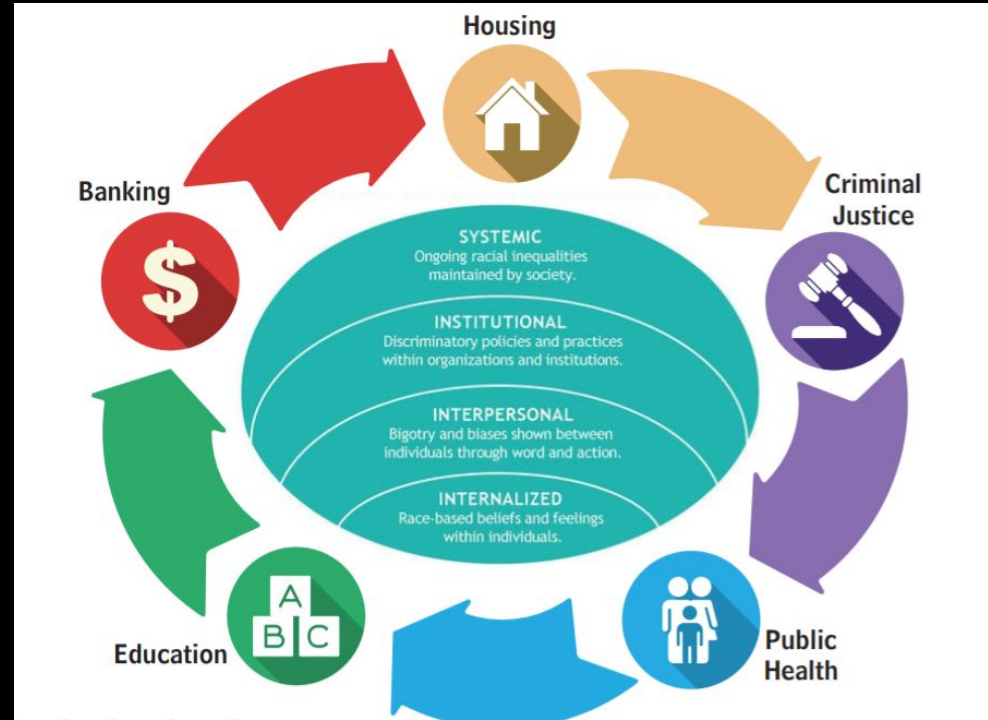 Housing
Banking
Criminal
Justice
SYSTEMIC
Ongoing racial inequalities
maintained by society.
INSTITUTIONAL
Discriminatory policies and practices
within organizations and institutions.
INTERPERSONAL
Bigotry and biases shown between
individuals through word and action.
INTERNALIZED
Race-based beliefs and feelings
within individuals.
$
A
B C
Education
Public
Health